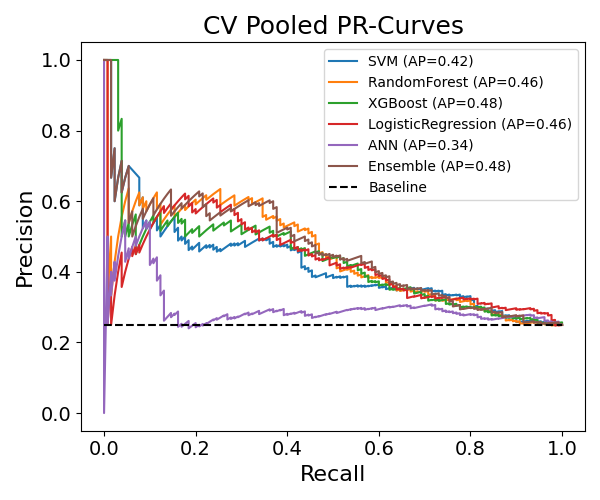 CV Pooled PR-Curves
SVM (AP=0.42)
RandomForest (AP=0.46)
XGBoost (AP=0.48)
LogisticRegression (AP=0.46)
ANN (AP=0.34)
Ensemble (AP=0.48)
Baseline
Precision
1.0
0.8
0.6
0.4
0.2
0.0
0.0 0.2 0.4 0.6 0.8 1.0
Recall